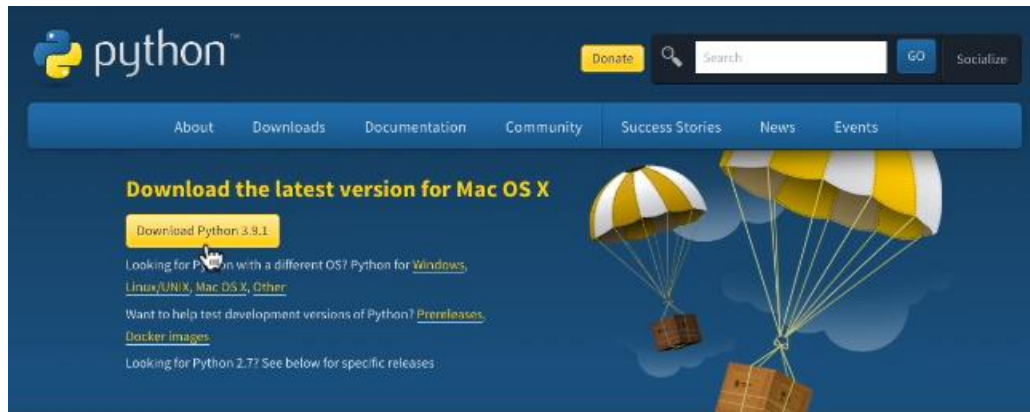 python™
Donate
Search
GO
Socialize
About Downloads Documentation Community Success Stories News Events
Download the latest version for Mac OS X
Download Python 3.9.1
Looking for Python with a different OS? Python for Windows,
Linux/UNIX, Mac OS X, Other
Want to help test development versions of Python? Prereleases,
Docker images
Looking for Python 2.7? See below for specific releases